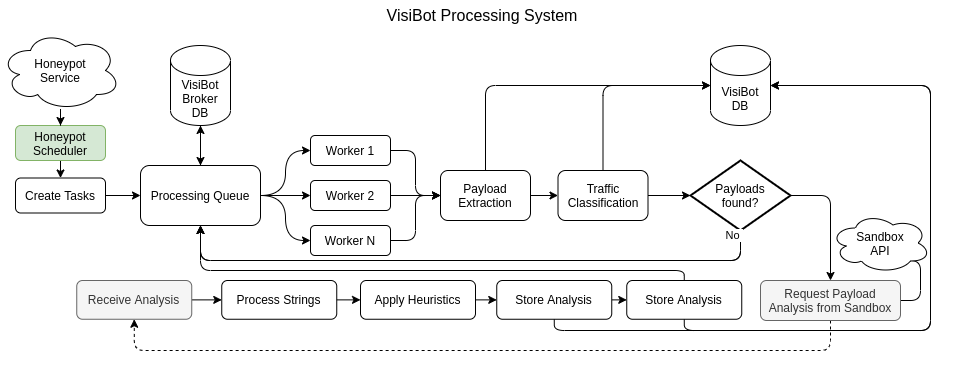 VisiBot Processing System
Honeypot
Service
VisiBot
Broker
DB
VisiBot
DB
Honeypot
Scheduler
Create Tasks
Processing Queue
Worker 1
Worker 2
Worker N
Payload
Extraction
Traffic
Classification
Payloads
found?
No
Sandbox
API
Receive Analysis
Process Strings
Apply Heuristics
Store Analysis
Store Analysis
Request Payload
Analysis from Sandbox